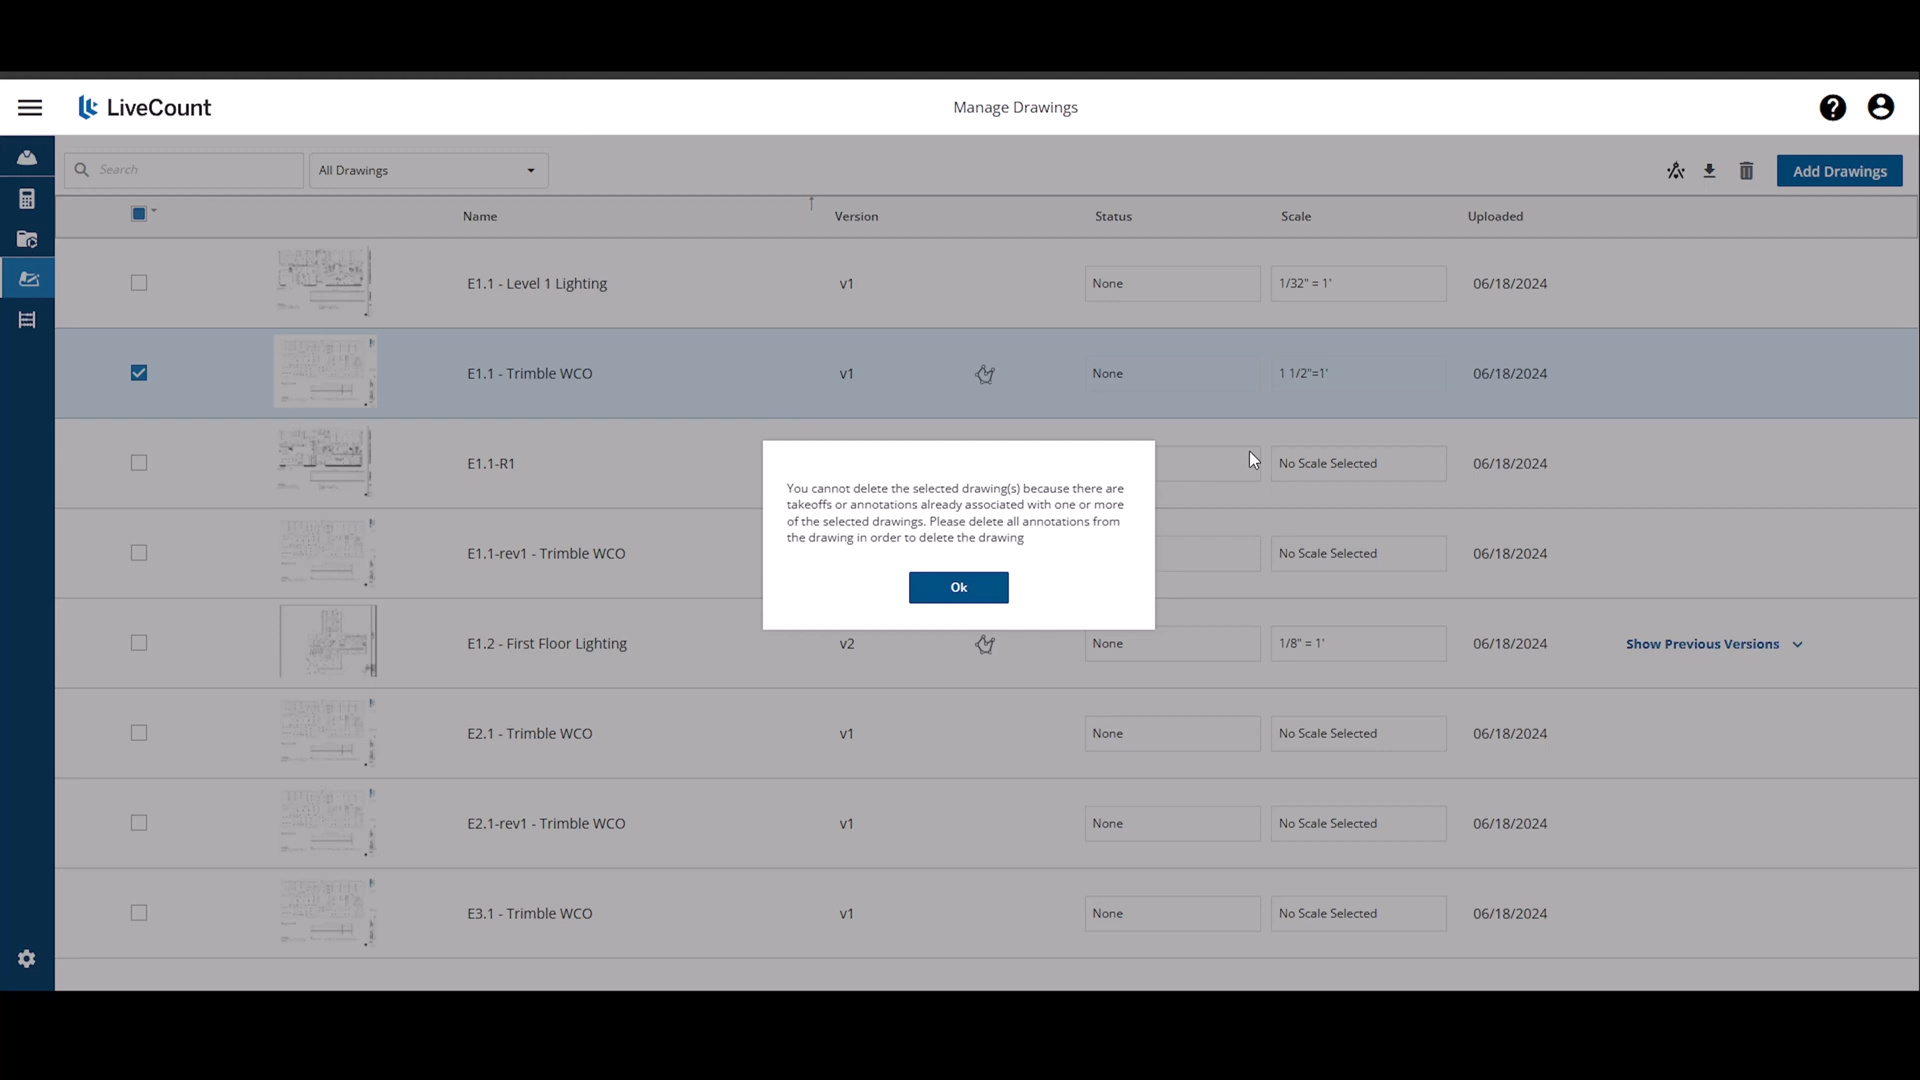 LiveCount
Manage Drawings
Search
All Drawings
Add Drawings
Name Version Status Scale Uploaded
E1.1 - Level 1 Lighting v1 None 1/32" = 1' 06/18/2024
E1.1 - Trimble WCO v1 None 1 1/2"=1' 06/18/2024
E1.1-R1 No Scale Selected 06/18/2024
You cannot delete the selected drawing(s) because there are
takeoffs or annotations already associated with one or more
of the selected drawings. Please delete all annotations from
the drawing in order to delete the drawing
E1.1-rev1 - Trimble WCO No Scale Selected 06/18/2024
Ok
E1.2 - First Floor Lighting v2 None 1/8" = 1' 06/18/2024 Show Previous Versions
E2.1 - Trimble WCO v1 None No Scale Selected 06/18/2024
E2.1-rev1 - Trimble WCO v1 None No Scale Selected 06/18/2024
E3.1 - Trimble WCO v1 None No Scale Selected 06/18/2024